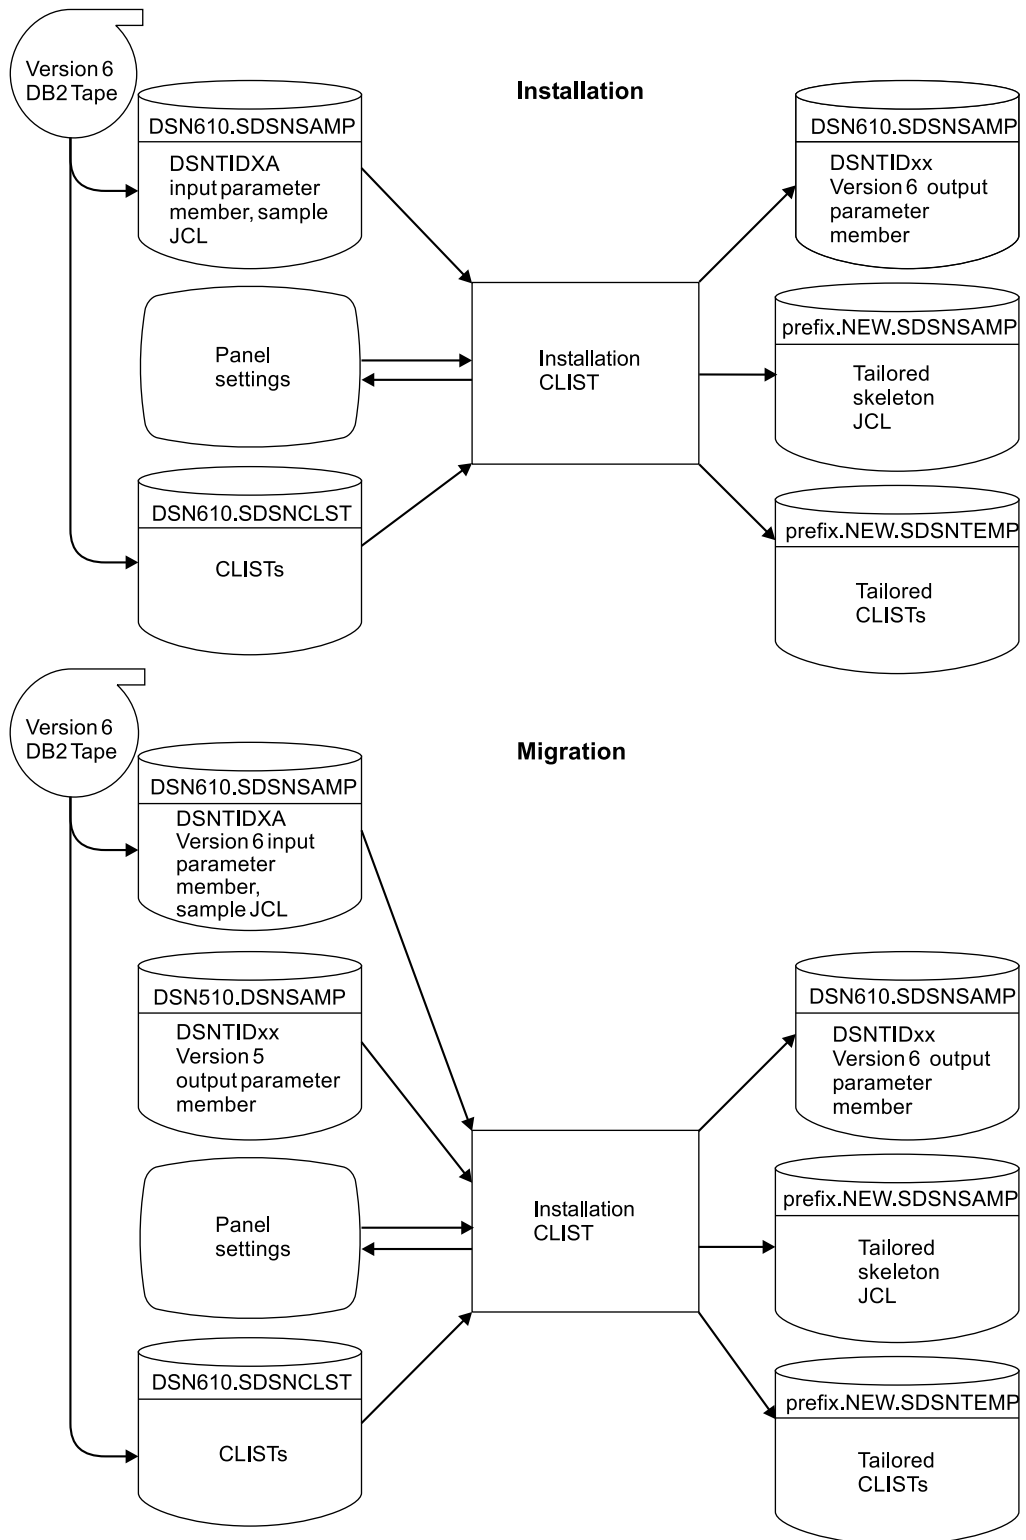 Version 6
DB2 Tape
Installation
DSN610.SDSNSAMP
DSNTIDXA
input parameter
member, sample
JCL
DSN610.SDSNSAMP
DSNTIDxx
Version 6 output
parameter
member
Panel
settings
Installation
CLIST
prefix.NEW.SDSNSAMP
Tailored
skeleton
JCL
DSN610.SDSNCLST
CLISTs
prefix.NEW.SDSNTEMP
Tailored
CLISTs
Version 6
DB2 Tape
Migration
DSN610.SDSNSAMP
DSNTIDXA
Version 6 input
parameter
member,
sample JCL
DSN510.DSNSAMP
DSNTIDxx
Version 5
output parameter
member
DSN610.SDSNSAMP
DSNTIDxx
Version 6 output
parameter
member
Panel
settings
Installation
CLIST
prefix.NEW.SDSNSAMP
Tailored
skeleton
JCL
DSN610.SDSNCLST
CLISTs
prefix.NEW.SDSNTEMP
Tailored
CLISTs